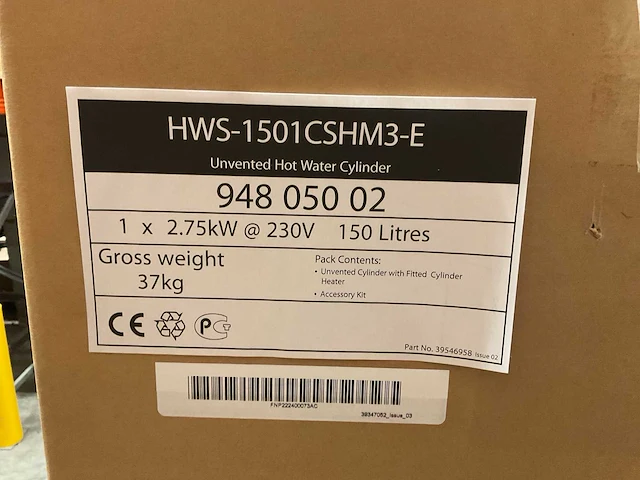 HWS-1501CSHM3-E
Unvented Hot Water Cylinder
948 050 02
1 x 2.75kW @ 230V 150 Litres
Gross weight
37kg
Pack Contents:
• Unvented Cylinder with Fitted Cylinder
Heater
• Accessory Kit
CE
Part No. 39546958 Issue 02
FNP222400073AC
39347052_Issue_03